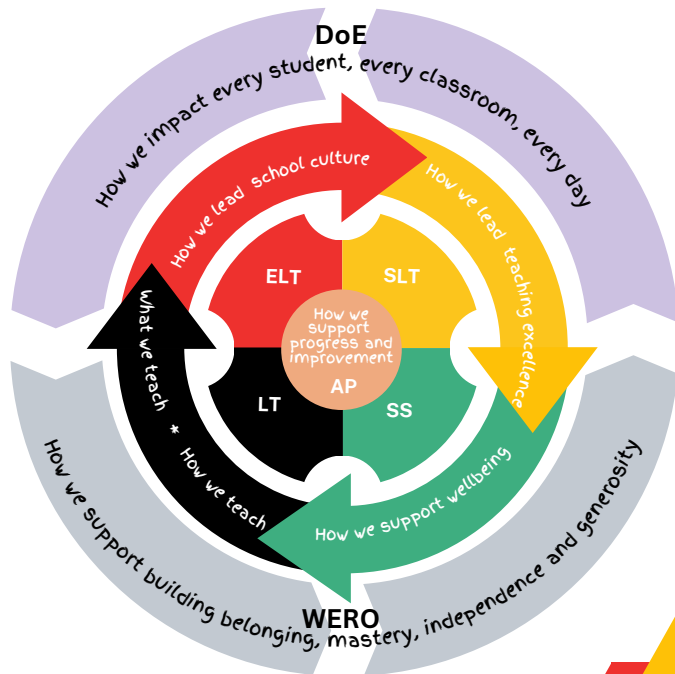 DoE
How we impact every student, every classroom, every day
How we lead school culture
How we lead teaching excellence
ELT
SLT
How we
support
progress and
improvement
AP
LT
SS
What we teach * How we teach
How we support wellbeing
WERO
How we support building belonging, mastery, independence and generosity